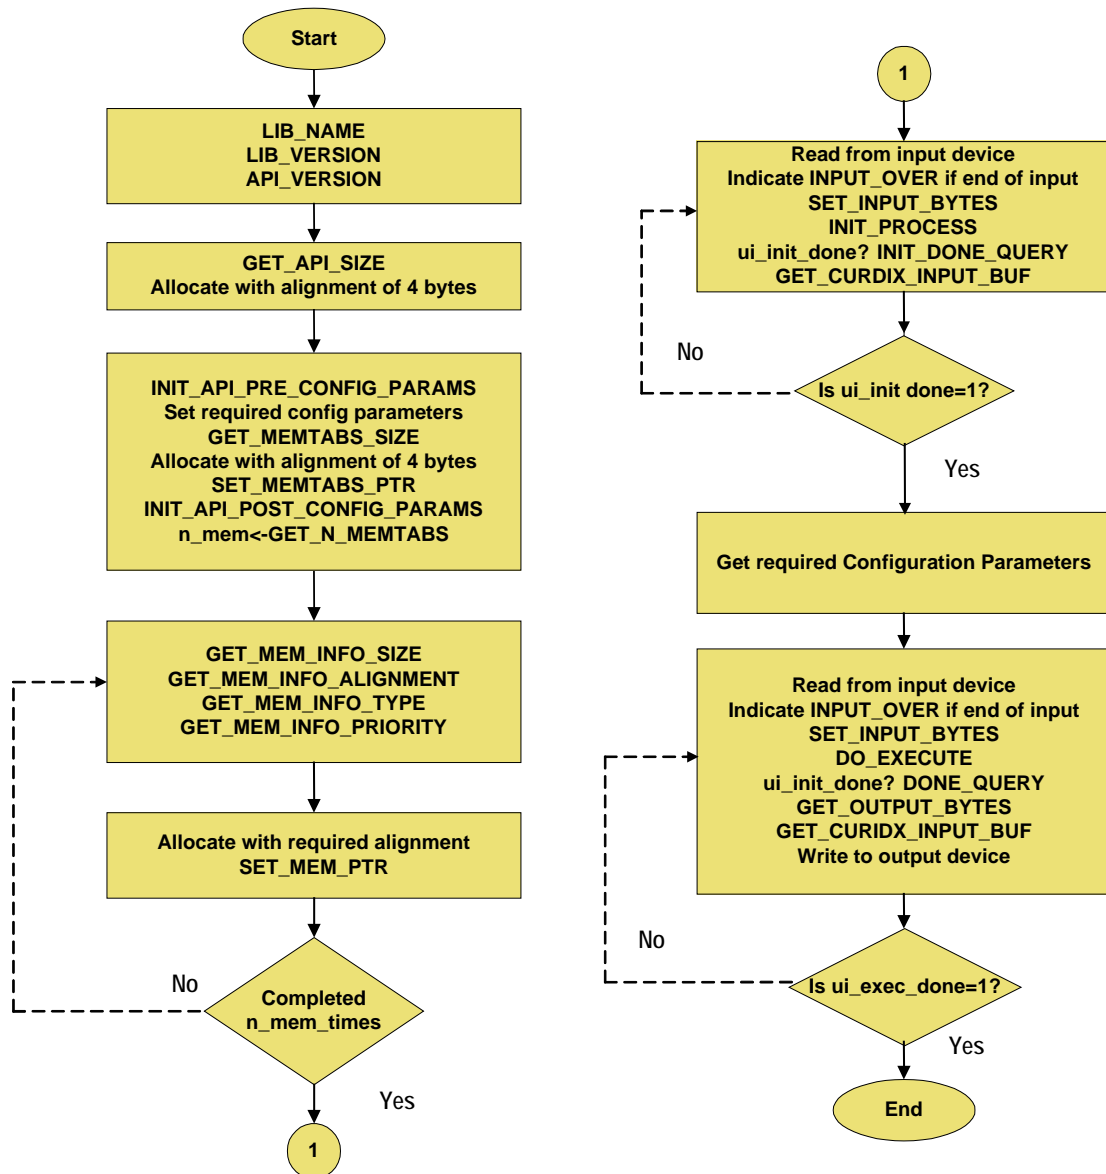 Start
LIB_NAME
LIB_VERSION
API_VERSION
GET_API_SIZE
Allocate with alignment of 4 bytes
INIT_API_PRE_CONFIG_PARAMS
Set required config parameters
GET_MEMTABS_SIZE
Allocate with alignment of 4 bytes
SET_MEMTABS_PTR
INIT_API_POST_CONFIG_PARAMS
n_mem<-GET_N_MEMTABS
GET_MEM_INFO_SIZE
GET_MEM_INFO_ALIGNMENT
GET_MEM_INFO_TYPE
GET_MEM_INFO_PRIORITY
Allocate with required alignment
SET_MEM_PTR
No
Completed
n_mem_times
Yes
1
1
Read from input device
Indicate INPUT_OVER if end of input
SET_INPUT_BYTES
INIT_PROCESS
ui_init_done? INIT_DONE_QUERY
GET_CURDIX_INPUT_BUF
No
Is ui_init done=1?
Yes
Get required Configuration Parameters
Read from input device
Indicate INPUT_OVER if end of input
SET_INPUT_BYTES
DO_EXECUTE
ui_init_done? DONE_QUERY
GET_OUTPUT_BYTES
GET_CURIDX_INPUT_BUF
Write to output device
No
Is ui_exec_done=1?
Yes
End